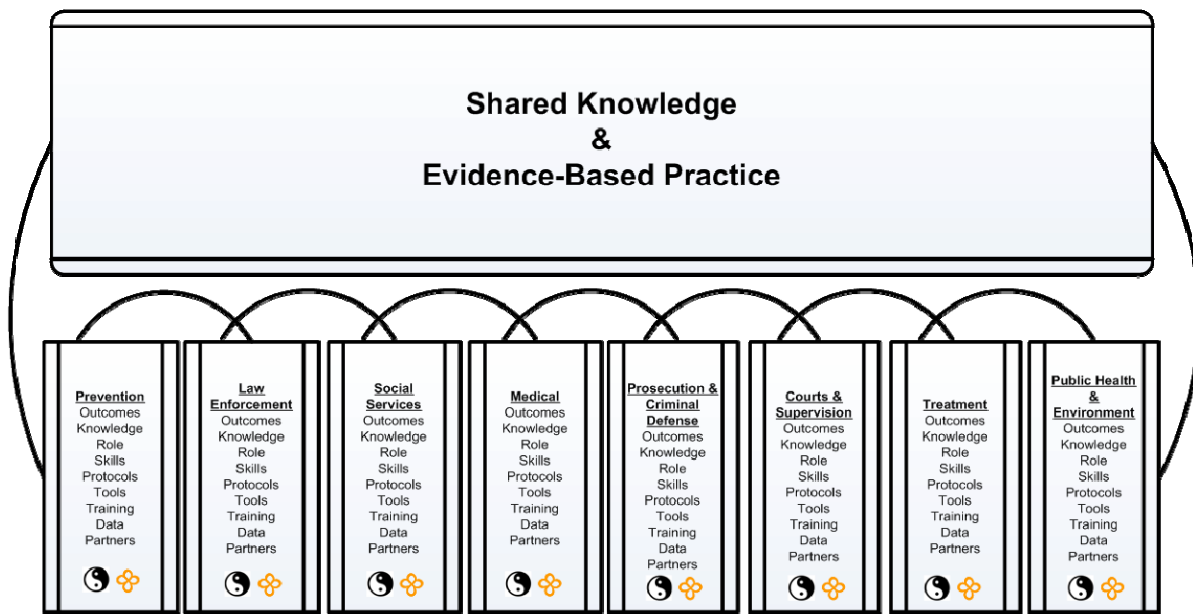 Shared Knowledge
&
Evidence-Based Practice
Prevention
Outcomes
Knowledge
Role
Skills
Protocols
Tools
Training
Data
Partners
Law
Enforcement
Outcomes
Knowledge
Role
Skills
Protocols
Tools
Training
Data
Partners
Social
Services
Outcomes
Knowledge
Role
Skills
Protocols
Tools
Training
Data
Partners
Medical
Outcomes
Knowledge
Role
Skills
Protocols
Tools
Training
Data
Partners
Prosecution &
Criminal
Defense
Outcomes
Knowledge
Role
Skills
Protocols
Tools
Training
Data
Partners
Courts &
Supervision
Outcomes
Knowledge
Role
Skills
Protocols
Tools
Training
Data
Partners
Treatment
Outcomes
Knowledge
Role
Skills
Protocols
Tools
Training
Data
Partners
Public Health
&
Environment
Outcomes
Knowledge
Role
Skills
Protocols
Tools
Training
Data
Partners